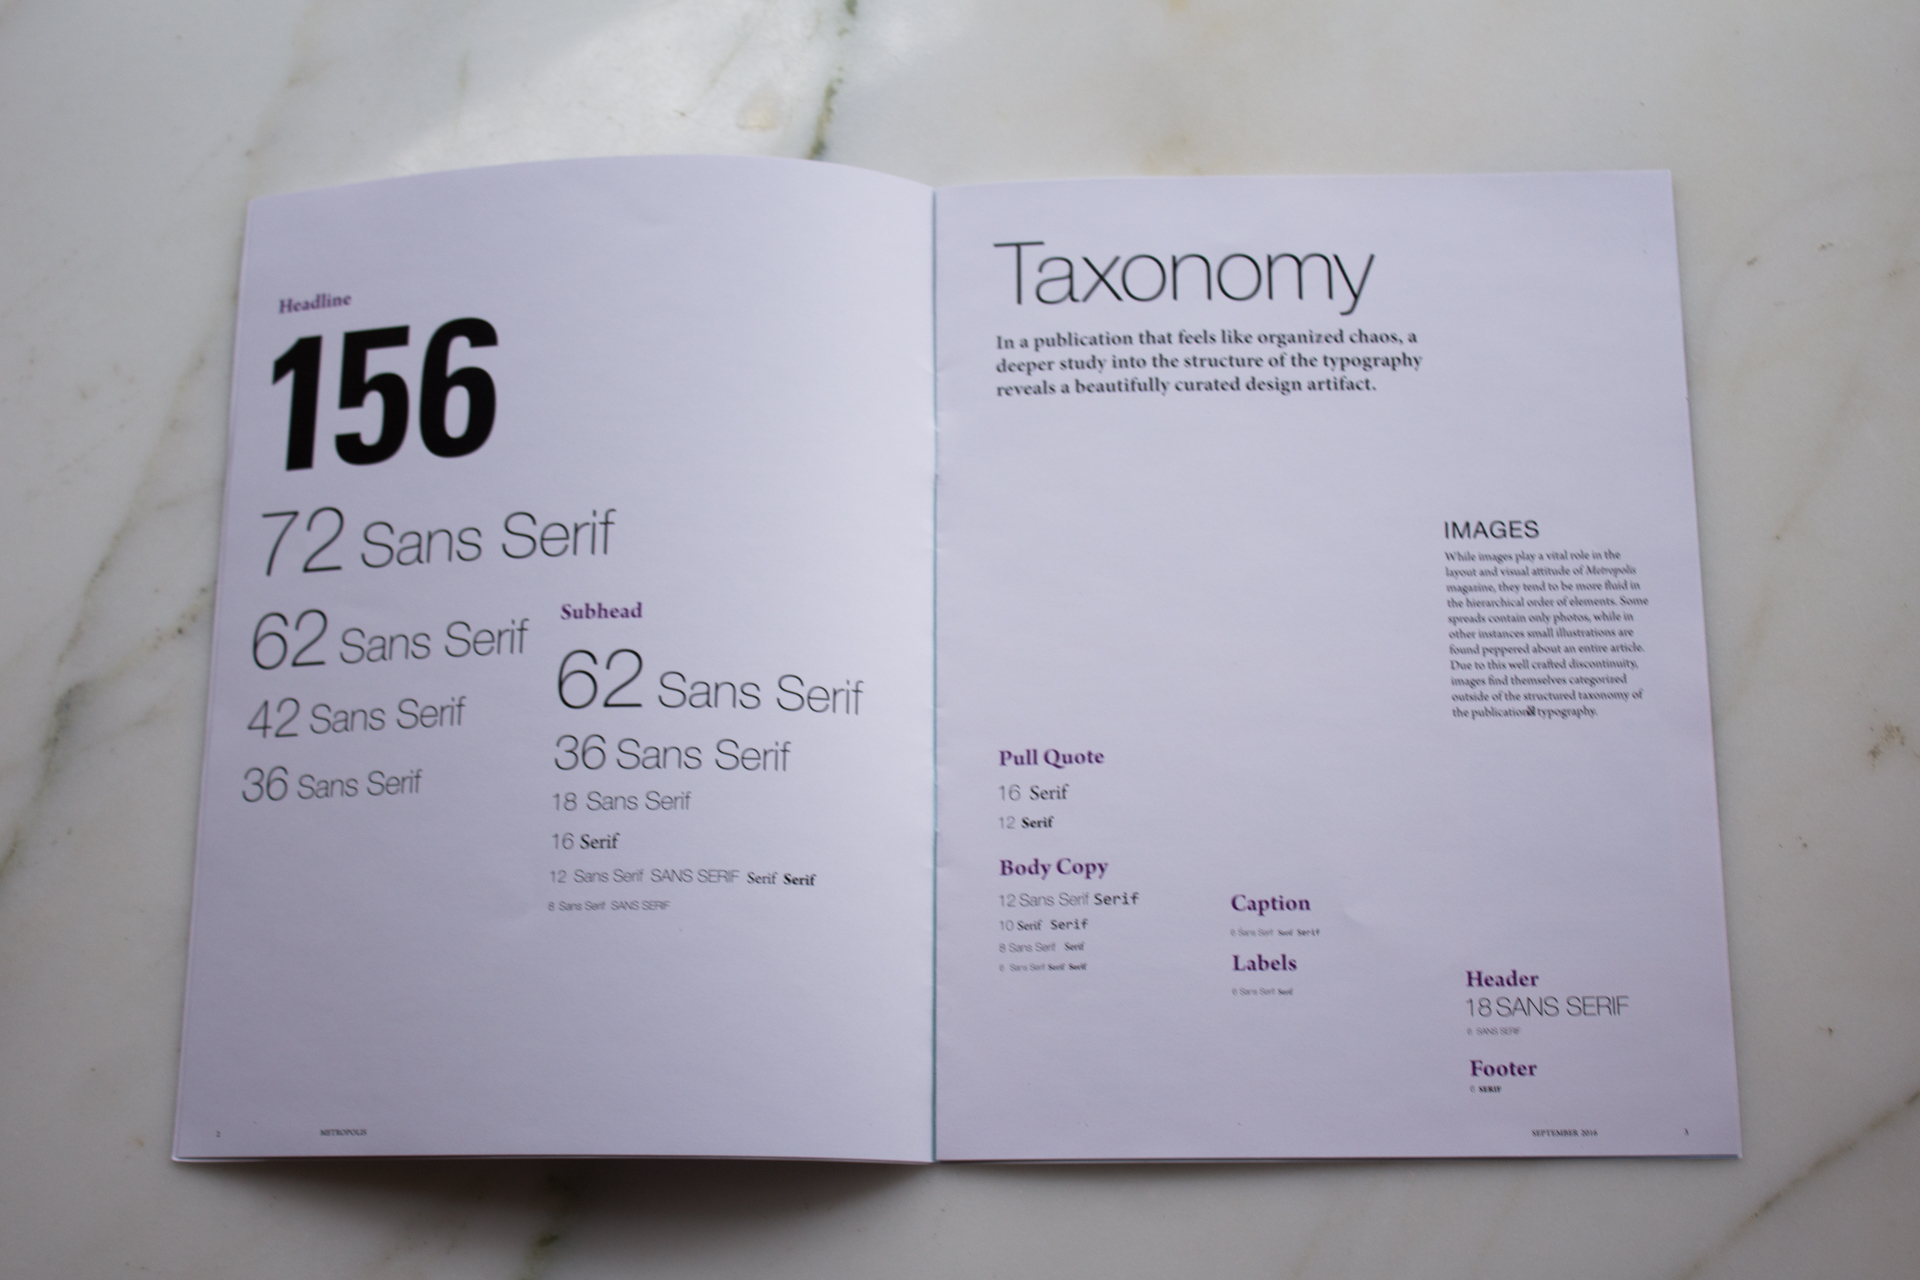 Headline
156
72 Sans Serif
62 Sans Serif
42 Sans Serif
36 Sans Serif
Subhead
62 Sans Serif
36 Sans Serif
18 Sans Serif
16 Serif
12 Sans Serif SANS SERIF Serif Serif
8 Sans Serif SANS SERIF
2
METROPOLIS
Taxonomy
In a publication that feels like organized chaos, a
deeper study into the structure of the typography
reveals a beautifully curated design artifact.
IMAGES
While images play a vital role in the
layout and visual attitude of Metropolis
magazine, they tend to be more fluid in
the hierarchical order of elements. Some
spreads contain only photos, while in
other instances small illustrations are
found peppered about an entire article.
Due to this well crafted discontinuity,
images find themselves categorized
outside of the structured taxonomy of
the publication& typography.
Pull Quote
16 Serif
12 Serif
Body Copy
12 Sans Serif Serif
10 Serif Serif
8 Sans Serif Serif
6 Sans Serif Serif Serif
Caption
6 Sans Serif Serif Serif
Labels
6 Sans Serif Serif
Header
18 SANS SERIF
6 SANS SERIF
Footer
6 SERIF
SEPTEMBER 2016
3